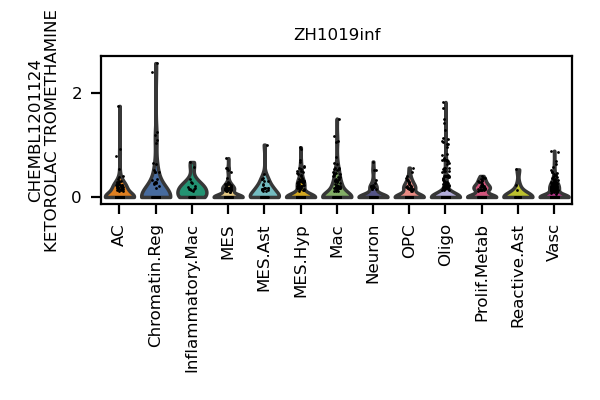 ZH1019inf
CHEMBL1201124
KETOROLAC TROMETHAMINE
2
0
AC
Chromatin.Reg
Inflammatory.Mac
MES
MES.Ast
MES.Hyp
Mac
Neuron
OPC
Oligo
Prolif.Metab
Reactive.Ast
Vasc